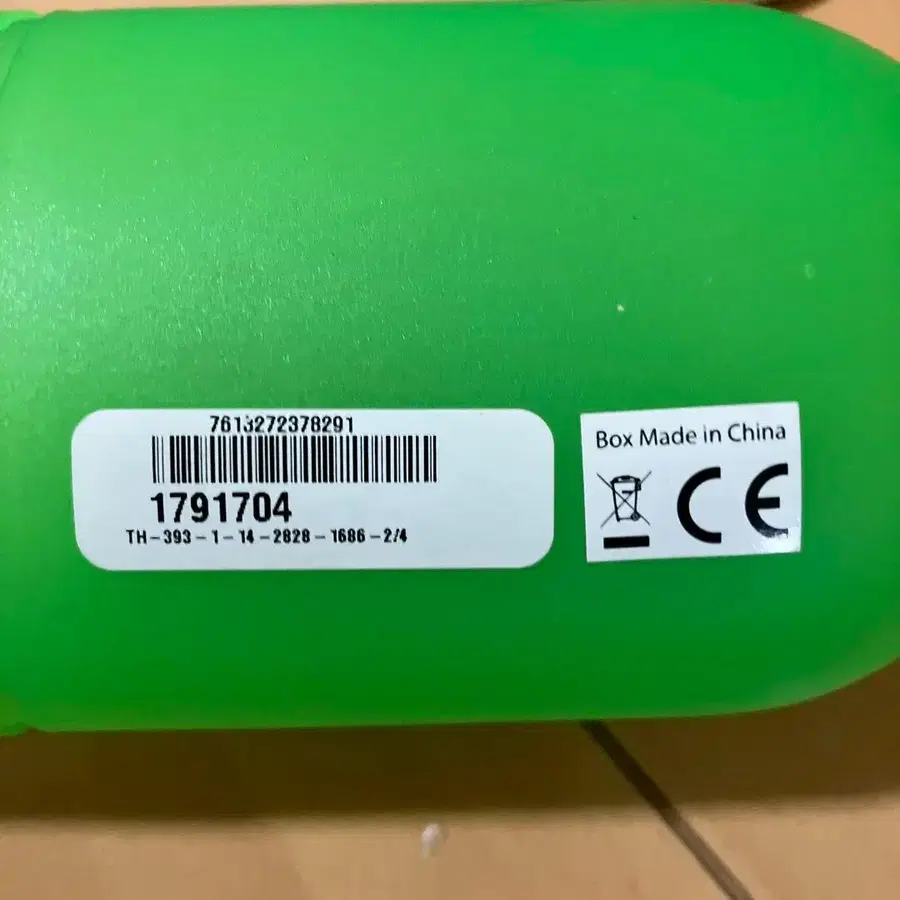 7613272378291
1791704
TH-393-1-14-2828-1686-2/4
Box Made in China
CE